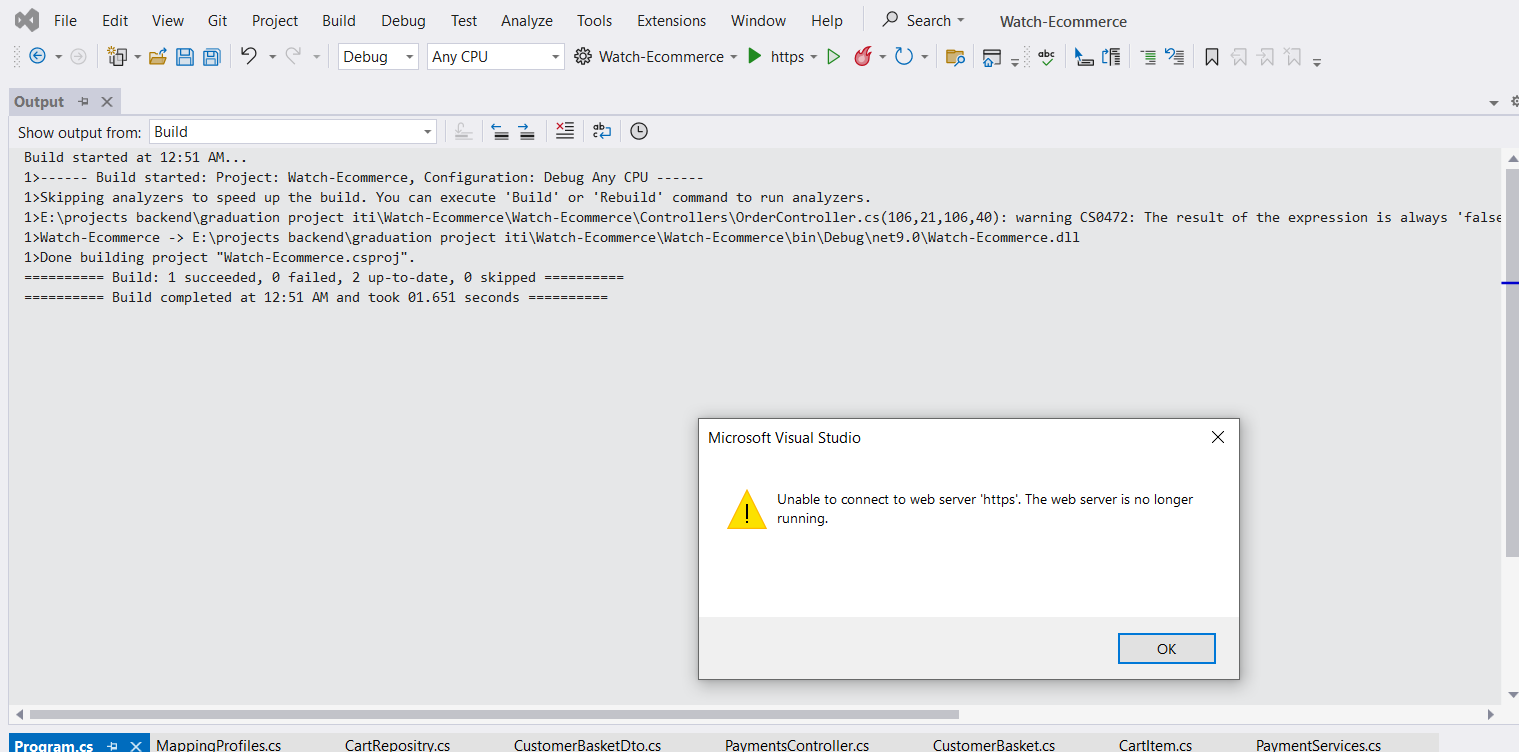 File Edit View Git Project Build Debug Test Analyze Tools Extensions Window Help Search Watch-Ecommerce
Debug Any CPU Watch-Ecommerce https abc
Output
Show output from: Build
Build started at 12:51 AM...
1>------ Build started: Project: Watch-Ecommerce, Configuration: Debug Any CPU ------
1>Skipping analyzers to speed up the build. You can execute 'Build' or 'Rebuild' command to run analyzers.
1>E:\projects backend\graduation project iti\Watch-Ecommerce\Watch-Ecommerce\Controllers\OrderController.cs(106,21,106,40): warning CS0472: The result of the expression is always 'false
1>Watch-Ecommerce -> E:\projects backend\graduation project iti\Watch-Ecommerce\Watch-Ecommerce\bin\Debug\net9.0\Watch-Ecommerce.dll
1>Done building project "Watch-Ecommerce.csproj".
========== Build: 1 succeeded, 0 failed, 2 up-to-date, 0 skipped ==========
========== Build completed at 12:51 AM and took 01.651 seconds ==========
Microsoft Visual Studio
Unable to connect to web server 'https'. The web server is no longer
running.
OK
Program.cs MappingProfiles.cs CartRepositry.cs CustomerBasketDto.cs PaymentsController.cs CustomerBasket.cs CartItem.cs PaymentServices.cs